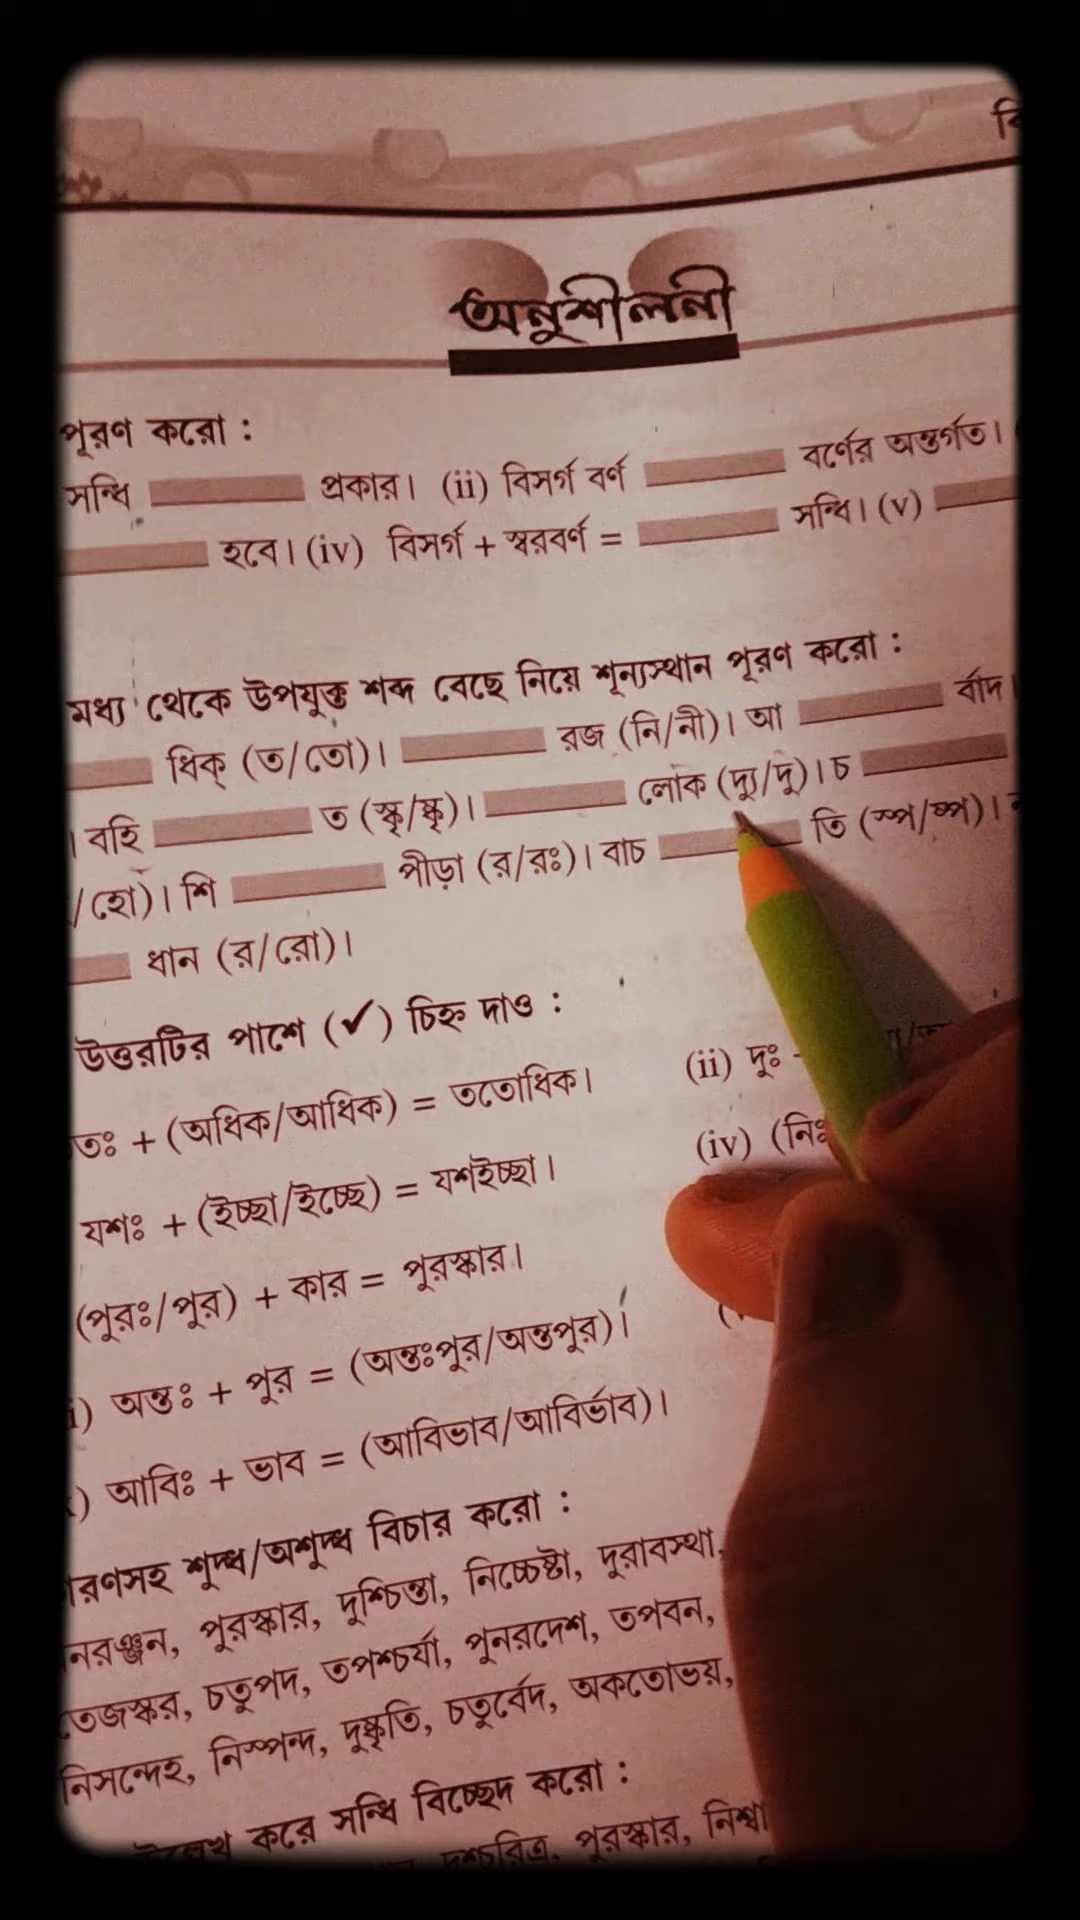 অনুশীলনী
পূরণ করো :
সন্ধি প্রকার। (ii) বিসর্গ বর্ণ বর্ণের অন্তর্গত।
হবে। (iv) বিসর্গ + স্বরবর্ণ = সন্ধি। (v)
মধ্য থেকে উপযুক্ত শব্দ বেছে নিয়ে শূন্যস্থান পূরণ করো :
ধিক্ (ত/তো)। রজ (নি/নী)। আ র্বাদ
। বহি ত (স্কৃ/ষ্কৃ)। লোক (দ্যু/দু)। চ
/হো)। শি পীড়া (র/রঃ)। বাচ তি (স্প/ষ্প)।
ধান (র/রো)।
উত্তরটির পাশে (✓) চিহ্ন দাও :
তঃ + (অধিক/আধিক) = ততোধিক। (ii) দুঃ
যশঃ + (ইচ্ছা/ইচ্ছে) = যশইচ্ছা। (iv) (নিঃ
(পুরঃ/পুর) + কার = পুরস্কার।
) অন্তঃ + পুর = (অন্তঃপুর/অন্তপুর)।
) আবিঃ + ভাব = (আবিভাব/আবির্ভাব)।
রণসহ শুদ্ধ/অশুদ্ধ বিচার করো :
নরঞ্জন, পুরস্কার, দুশ্চিন্তা, নিচ্চেষ্টা, দুরাবস্থা,
তেজস্কর, চতুপদ, তপশ্চর্যা, পুনরদেশ, তপবন,
নিসন্দেহ, নিস্পন্দ, দুষ্কৃতি, চতুর্বেদ, অকতোভয়,
করে সন্ধি বিচ্ছেদ করো :
দুশ্চরিত্র, পুরস্কার, নিশ্বা